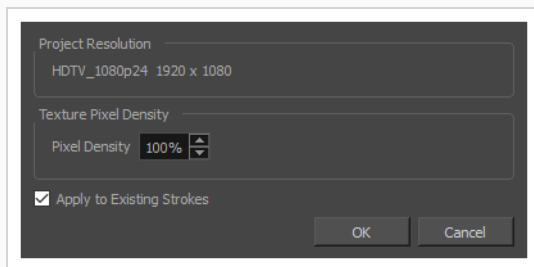 Project Resolution
HDTV_1080p24 1920 x 1080
Texture Pixel Density
Pixel Density 100%
Apply to Existing Strokes
OK Cancel